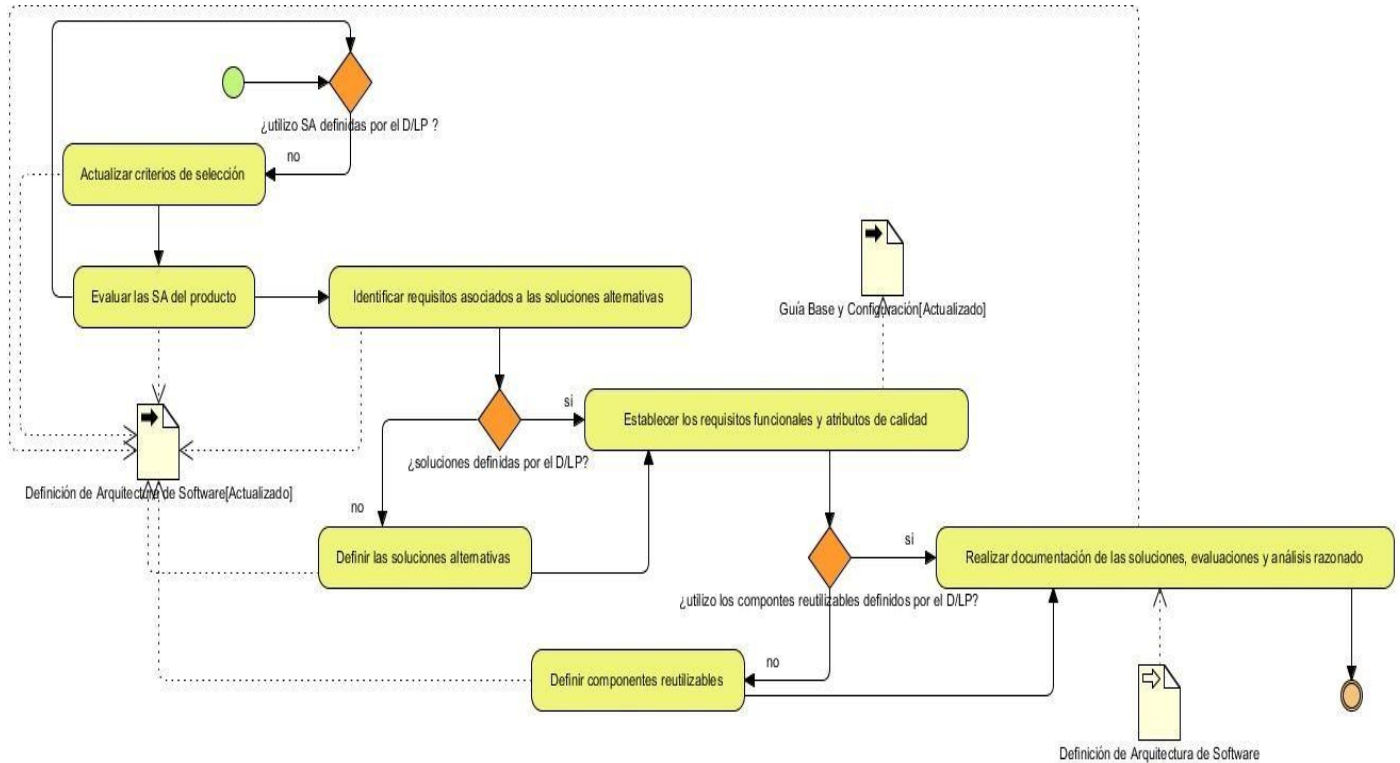 ¿utilizo SA definidas por el D/LP ?
no
Actualizar criterios de selección
Evaluar las SA del producto
Identificar requisitos asociados a las soluciones alternativas
Guía Base y Configuración[Actualizado]
si
Establecer los requisitos funcionales y atributos de calidad
¿soluciones definidas por el D/LP?
Definición de Arquitectura de Software[Actualizado]
no
Definir las soluciones alternativas
si
Realizar documentación de las soluciones, evaluaciones y análisis razonado
¿utilizo los compontes reutilizables definidos por el D/LP?
no
Definir componentes reutilizables
Definición de Arquitectura de Software